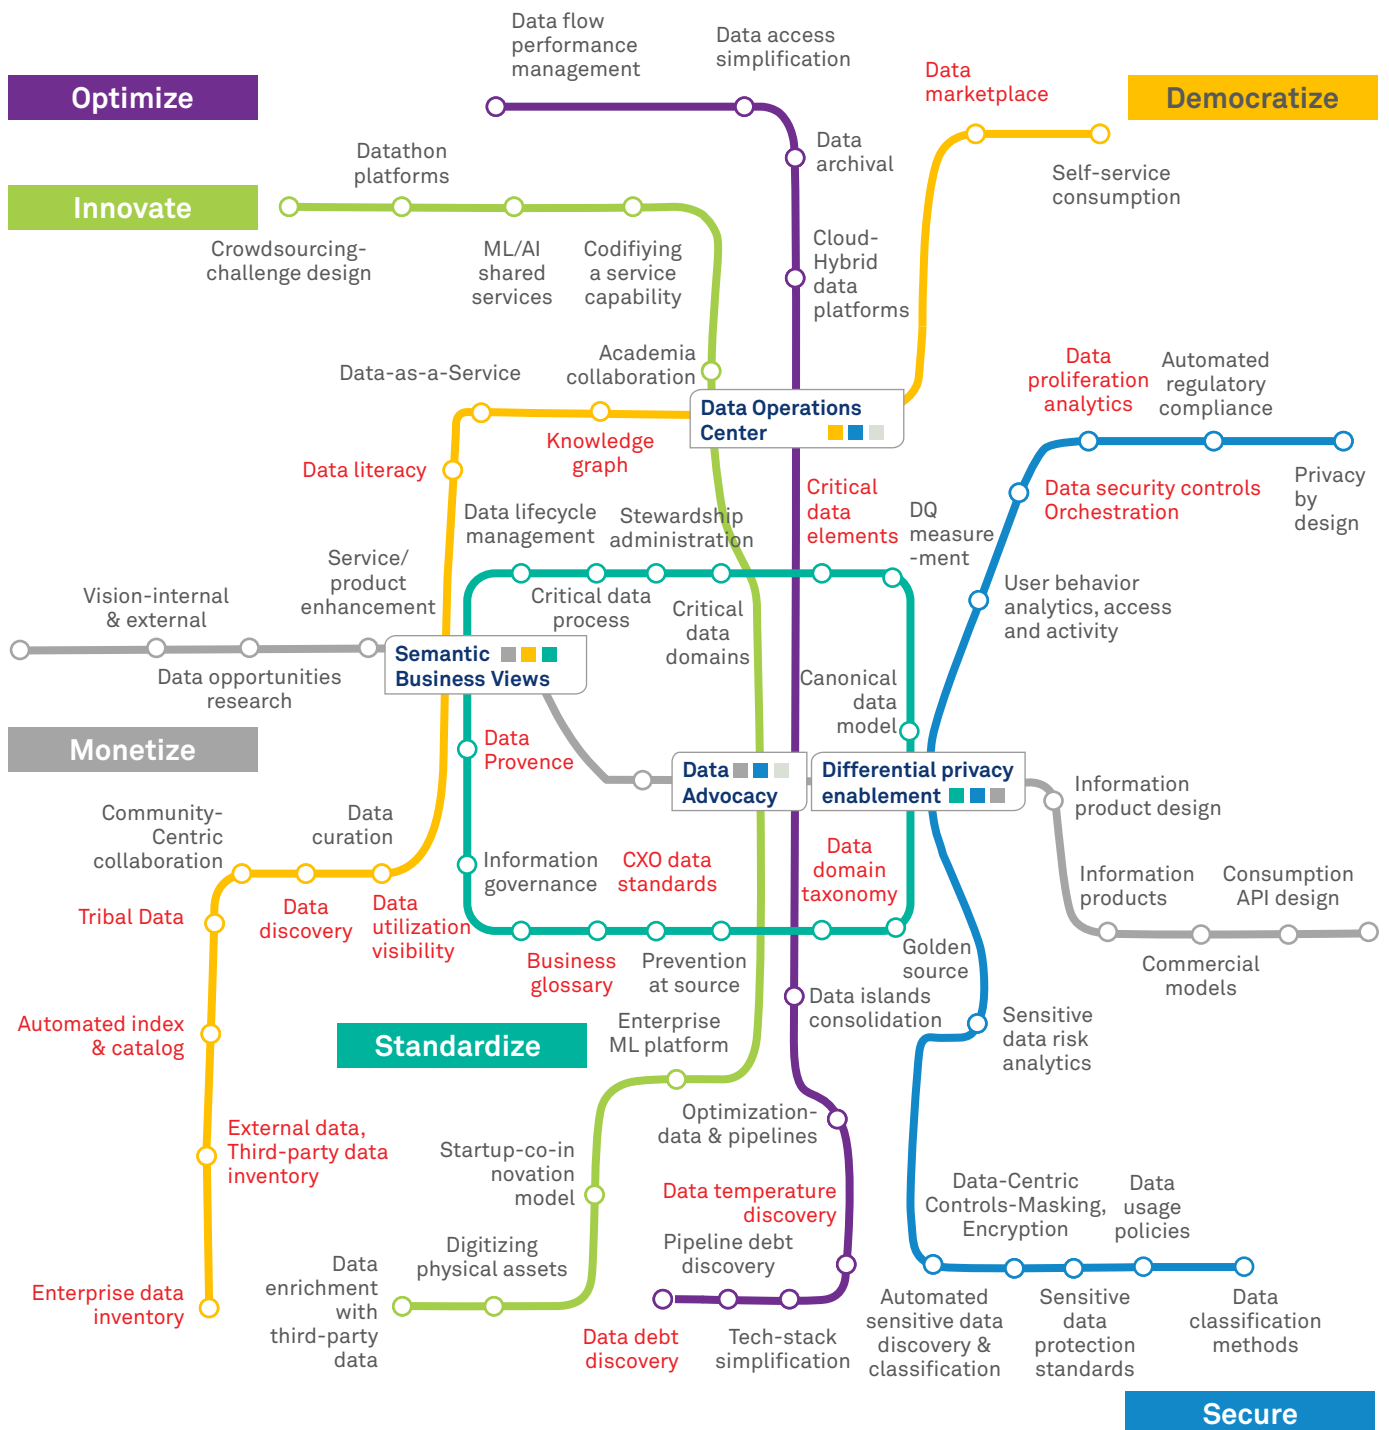 Data flow
performance
management
Data access
simplification
Data
marketplace
Optimize
Democratize
Data
archival
Datathon
platforms
Self-service
consumption
Innovate
Crowdsourcing-
challenge design
ML/AI
shared
services
Codifiying
a service
capability
Cloud-
Hybrid
data
platforms
Academia
collaboration
Data-as-a-Service
Data
proliferation
analytics
Automated
regulatory
compliance
Data Operations
Center
Knowledge
graph
Data literacy
Critical
data
elements
Data security controls
Orchestration
Privacy
by
design
Data lifecycle
management
Stewardship
administration
DQ
measure
-ment
Service/
product
enhancement
Vision-internal
& external
Critical data
process
Critical
data
domains
User behavior
analytics, access
and activity
Semantic
Business Views
Data opportunities
research
Canonical
data
model
Monetize
Data
Provence
Data
Advocacy
Differential privacy
enablement
Information
product design
Community-
Centric
collaboration
Data
curation
Information
governance
CXO data
standards
Data
domain
taxonomy
Information
products
Consumption
API design
Tribal Data
Data
discovery
Data
utilization
visibility
Business
glossary
Prevention
at source
Golden
source
Commercial
models
Data islands
consolidation
Automated index
& catalog
Standardize
Enterprise
ML platform
Sensitive
data risk
analytics
Optimization-
data & pipelines
External data,
Third-party data
inventory
Startup-co-in
novation
model
Data temperature
discovery
Data-Centric
Controls-Masking,
Encryption
Data
usage
policies
Pipeline debt
discovery
Digitizing
physical assets
Data
enrichment
with
third-party
data
Enterprise data
inventory
Data debt
discovery
Tech-stack
simplification
Automated
sensitive data
discovery &
classification
Sensitive
data
protection
standards
Data
classification
methods
Secure